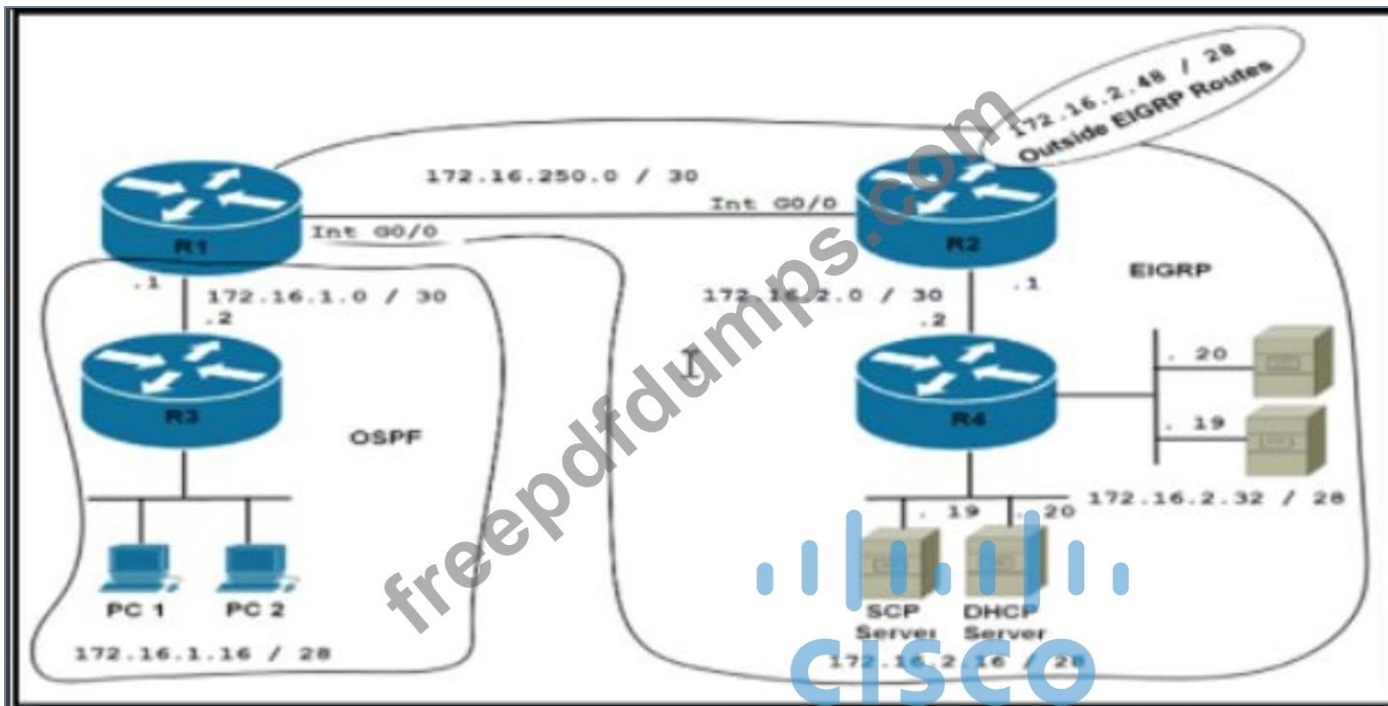 172.16.2.48 / 28
Outside EIGRP Routes
172.16.250.0 / 30
Int G0/0
Int G0/0
R1
R2
EIGRP
.1
172.16.1.0 / 30
.2
172.16.2.0 / 30
.1
.2
R3
OSPF
R4
. 20
. 19
172.16.2.32 / 28
. 19
. 20
PC 1
PC 2
SCP
Server
DHCP
Server
172.16.1.16 / 28
172.16.2.16 / 28
CISCO
freepdfdumps.com